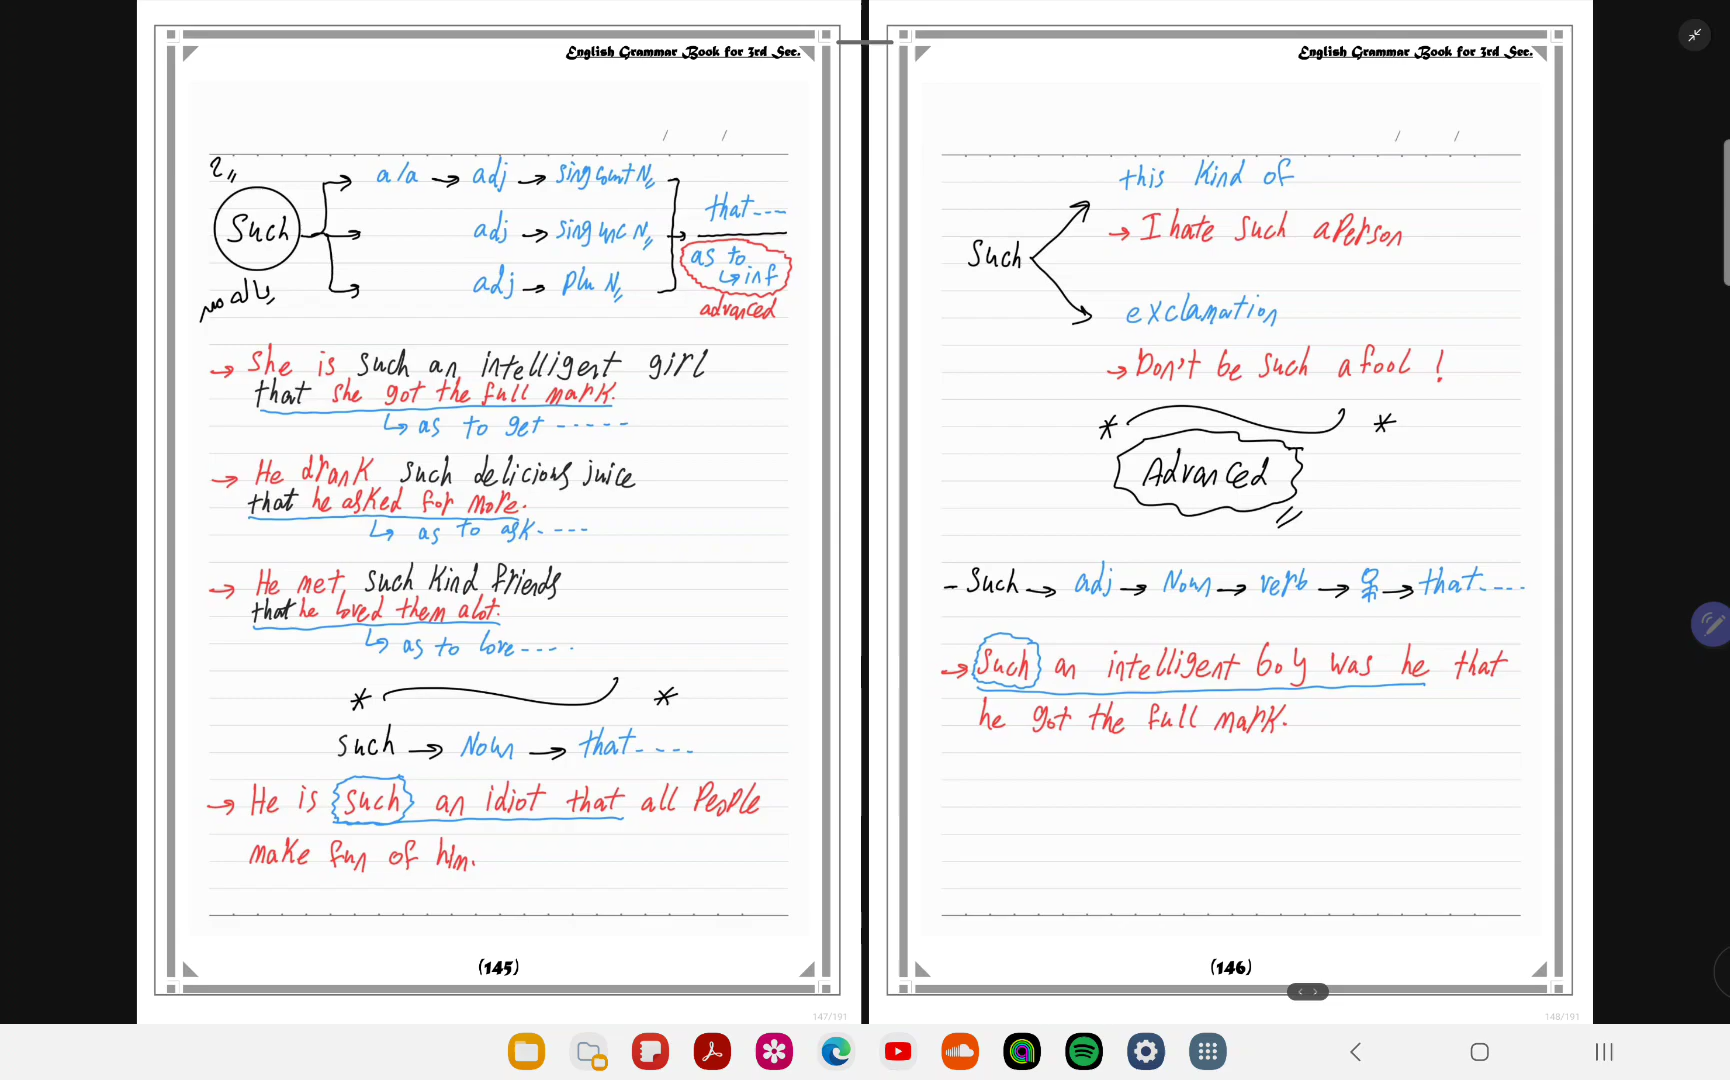 English Grammar Book for 3rd Sec.
/ /
2,,
Such
a/a → adj → sing count N,,
adj → sing unc N,,
adj → plu N,,
that---
as to
↳ inf
advanced
→ She is such an intelligent girl
that she got the full mark.
↳ as to get -----
→ He drank such delicious juice
that he asked for more.
↳ as to ask. ---
→ He met such kind friends
that he loved them alot.
↳ as to love----
* *
such → Noun → that----
→ He is such an idiot that all People
make fun of him.
(145)
147/191
English Grammar Book for 3rd Sec.
/ /
Such
this Kind of
→ I hate such a Person
exclamation
→ Don't be such a fool !
* *
Advanced
- Such → adj → Noun → verb → → that----
→ Such an intelligent boy was he that
he got the full mark.
(146)
148/191